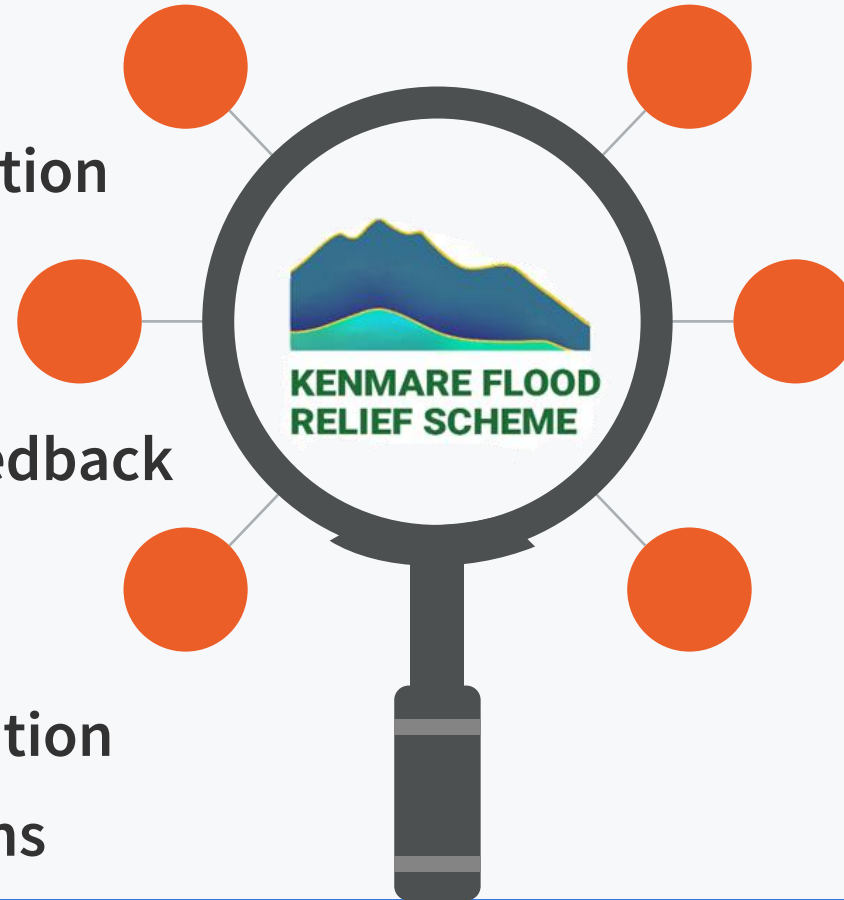 tion
KENMARE FLOOD
RELIEF SCHEME
edback
tion
ns